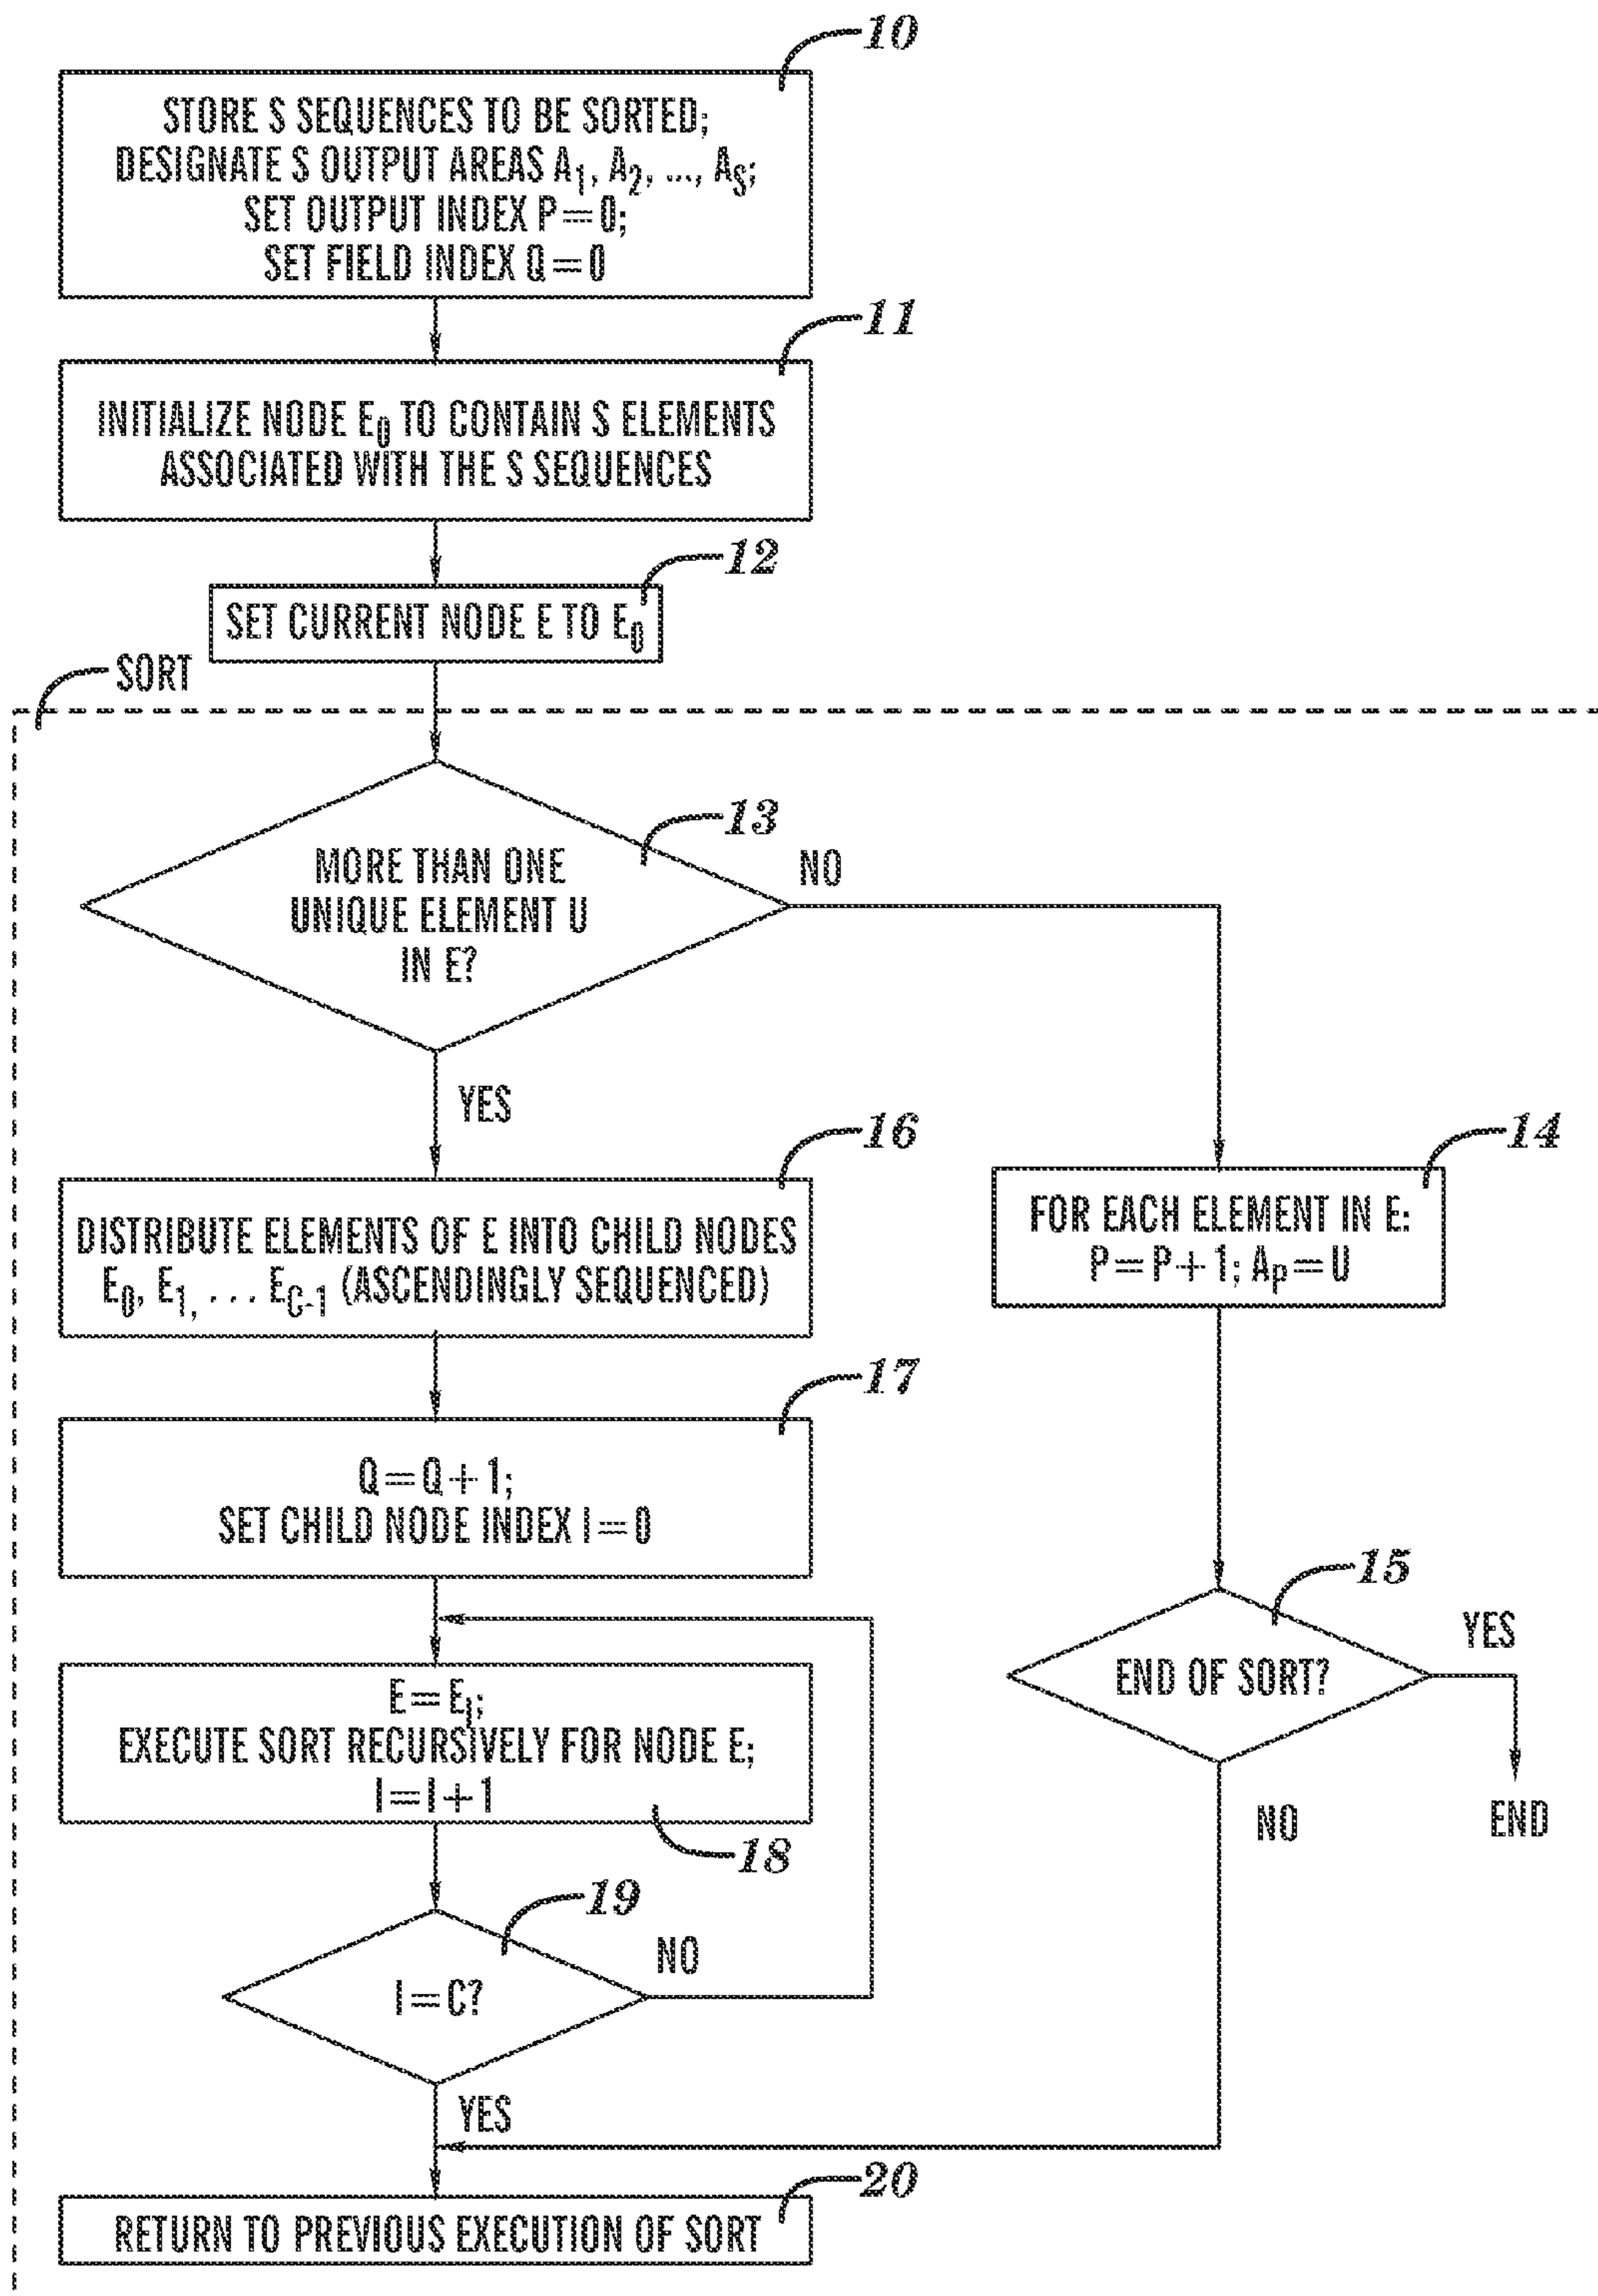 10
STORE S SEQUENCES TO BE SORTED;
DESIGNATE S OUTPUT AREAS A1, A2, ..., AS;
SET OUTPUT INDEX P=0;
SET FIELD INDEX Q=0
11
INITIALIZE NODE E0 TO CONTAIN S ELEMENTS
ASSOCIATED WITH THE S SEQUENCES
12
SET CURRENT NODE E TO E0
SORT
13
MORE THAN ONE
UNIQUE ELEMENT U
IN E?
NO
YES
16
DISTRIBUTE ELEMENTS OF E INTO CHILD NODES
E0, E1, . . . EC-1 (ASCENDINGLY SEQUENCED)
14
FOR EACH ELEMENT IN E:
P=P+1; AP=U
17
Q=Q+1;
SET CHILD NODE INDEX I=0
15
END OF SORT?
YES
NO
END
E=EI;
EXECUTE SORT RECURSIVELY FOR NODE E;
I=I+1
18
19
I=C?
NO
YES
20
RETURN TO PREVIOUS EXECUTION OF SORT